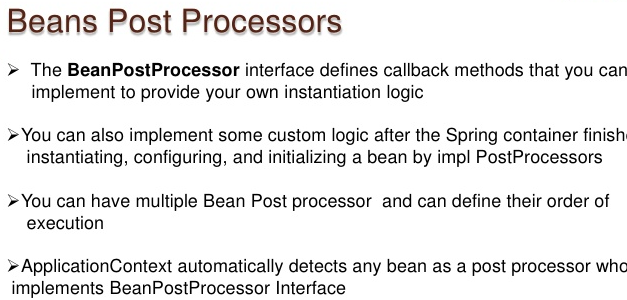 Beans Post Processors
➢ The BeanPostProcessor interface defines callback methods that you can
implement to provide your own instantiation logic
➢You can also implement some custom logic after the Spring container finishe
instantiating, configuring, and initializing a bean by impl PostProcessors
➢You can have multiple Bean Post processor and can define their order of
execution
➢ApplicationContext automatically detects any bean as a post processor who
implements BeanPostProcessor Interface